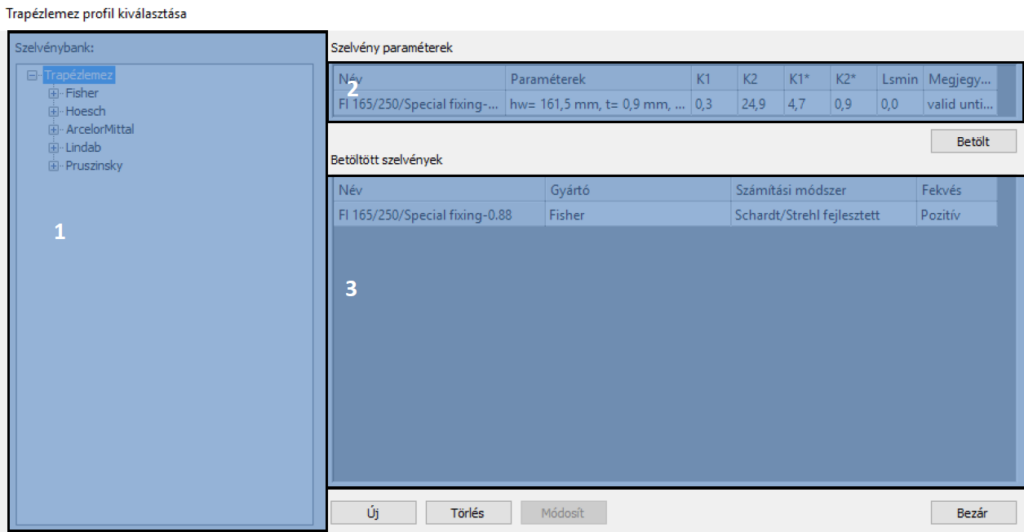 Trapézlemez profil kiválasztása
Szelvénybank:
Trapézlemez
Fisher
Hoesch
ArcelorMittal
Lindab
Pruszinsky
1
Szelvény paraméterek
Név Paraméterek K1 K2 K1* K2* Lsmin Megjegy...
2
FI 165/250/Special fixing-... hw= 161,5 mm, t= 0,9 mm, ... 0,3 24,9 4,7 0,9 0,0 valid unti...
Betölt
Betöltött szelvények
Név Gyártó Számítási módszer Fekvés
FI 165/250/Special fixing-0.88 Fisher Schardt/Strehl fejlesztett Pozitív
3
Új Törlés Módosít Bezár